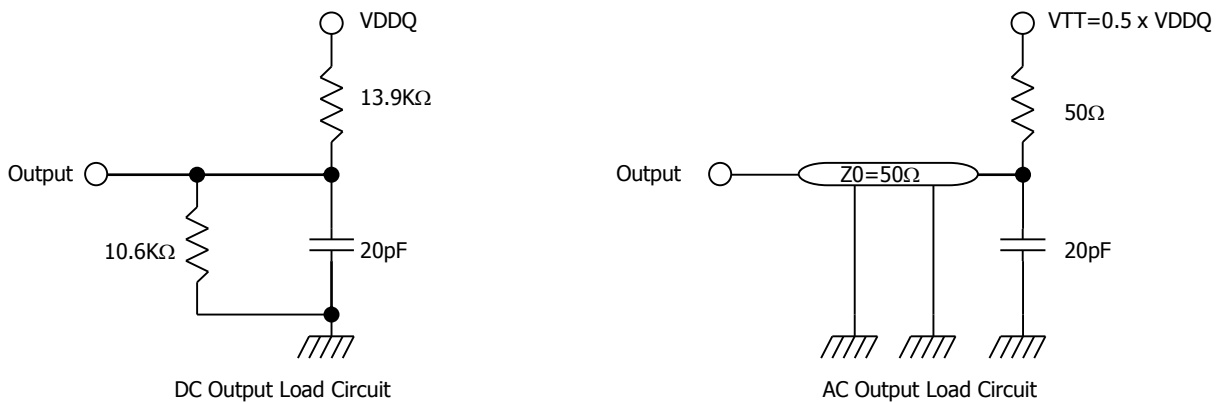 VDDQ
13.9KΩ
Output
10.6KΩ
20pF
DC Output Load Circuit
VTT=0.5 x VDDQ
50Ω
Output
Z0=50Ω
20pF
AC Output Load Circuit